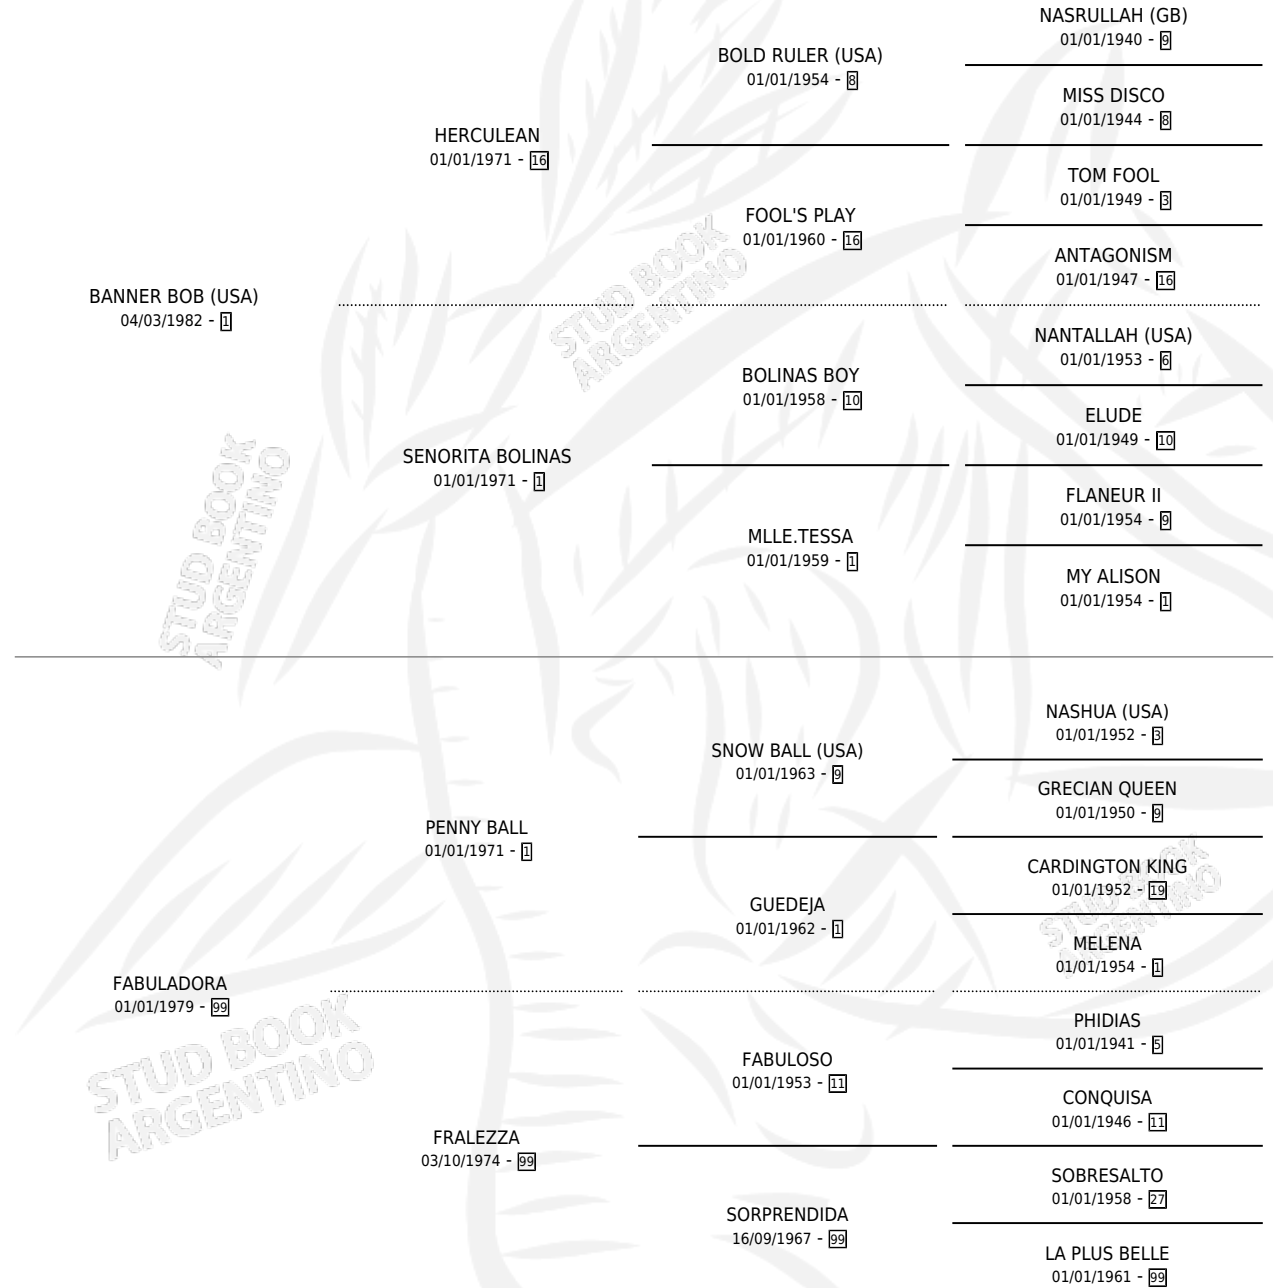 NASRULLAH (GB)
01/01/1940 - 9
BOLD RULER (USA)
01/01/1954 - 8
MISS DISCO
01/01/1944 - 8
HERCULEAN
01/01/1971 - 16
TOM FOOL
01/01/1949 - 3
FOOL'S PLAY
01/01/1960 - 16
ANTAGONISM
01/01/1947 - 16
BANNER BOB (USA)
04/03/1982 - 1
NANTALLAH (USA)
01/01/1953 - 6
BOLINAS BOY
01/01/1958 - 10
ELUDE
01/01/1949 - 10
SENORITA BOLINAS
01/01/1971 - 1
FLANEUR II
01/01/1954 - 9
MLLE.TESSA
01/01/1959 - 1
MY ALISON
01/01/1954 - 1
NASHUA (USA)
01/01/1952 - 3
SNOW BALL (USA)
01/01/1963 - 9
GRECIAN QUEEN
01/01/1950 - 9
PENNY BALL
01/01/1971 - 1
CARDINGTON KING
01/01/1952 - 19
GUEDEJA
01/01/1962 - 1
MELENA
01/01/1954 - 1
FABULADORA
01/01/1979 - 99
PHIDIAS
01/01/1941 - 5
FABULOSO
01/01/1953 - 11
CONQUISA
01/01/1946 - 11
FRALEZZA
03/10/1974 - 99
SOBRESALTO
01/01/1958 - 27
SORPRENDIDA
16/09/1967 - 99
LA PLUS BELLE
01/01/1961 - 99
STUD BOOK
ARGENTINO
STUD BOOK
ARGENTINO
STUD BOOK
ARGENTINO
STUD BOOK
ARGENTINO